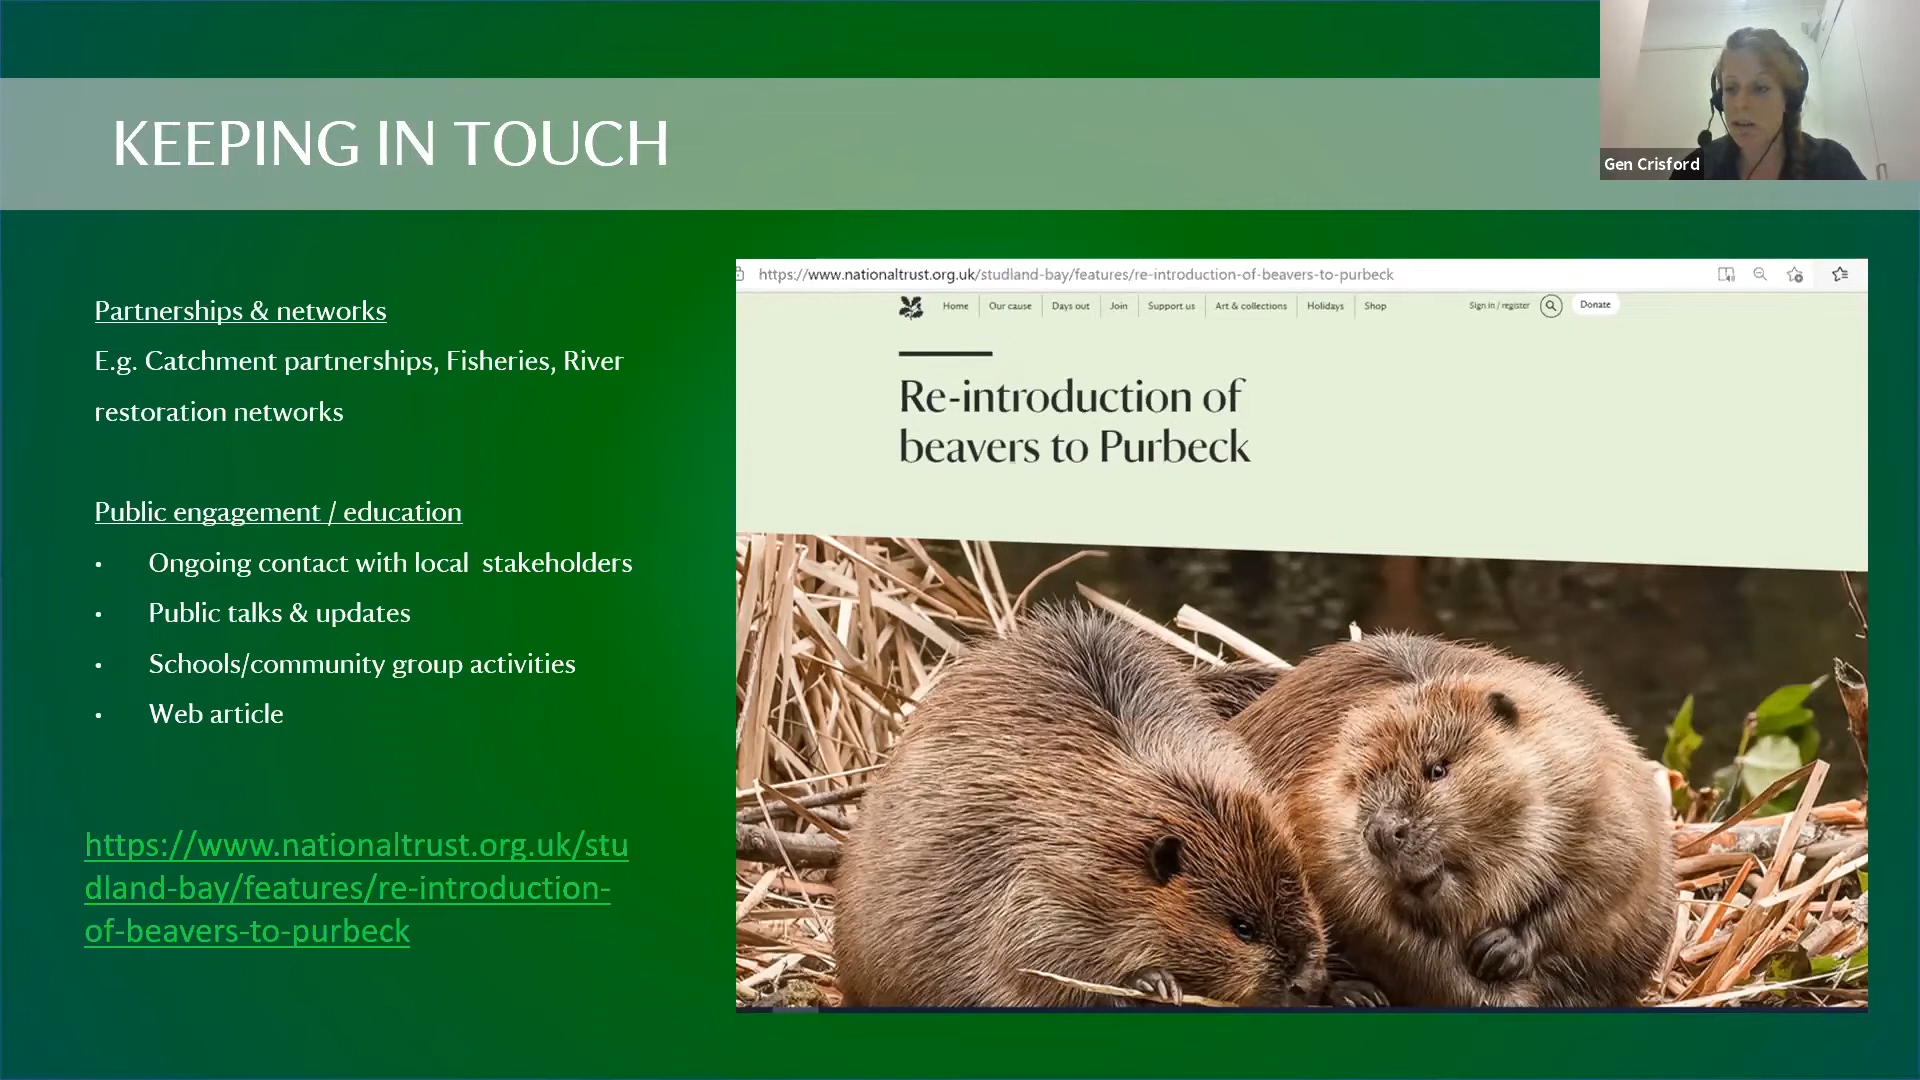 KEEPING IN TOUCH
Gen Crisford
Partnerships & networks
E.g. Catchment partnerships, Fisheries, River
restoration networks
Public engagement / education
• Ongoing contact with local stakeholders
• Public talks & updates
• Schools/community group activities
• Web article
https://www.nationaltrust.org.uk/stu
dland-bay/features/re-introduction-
of-beavers-to-purbeck
https://www.nationaltrust.org.uk/studland-bay/features/re-introduction-of-beavers-to-purbeck
Home Our cause Days out Join Support us Art & collections Holidays Shop Sign in / register Donate
Re-introduction of
beavers to Purbeck